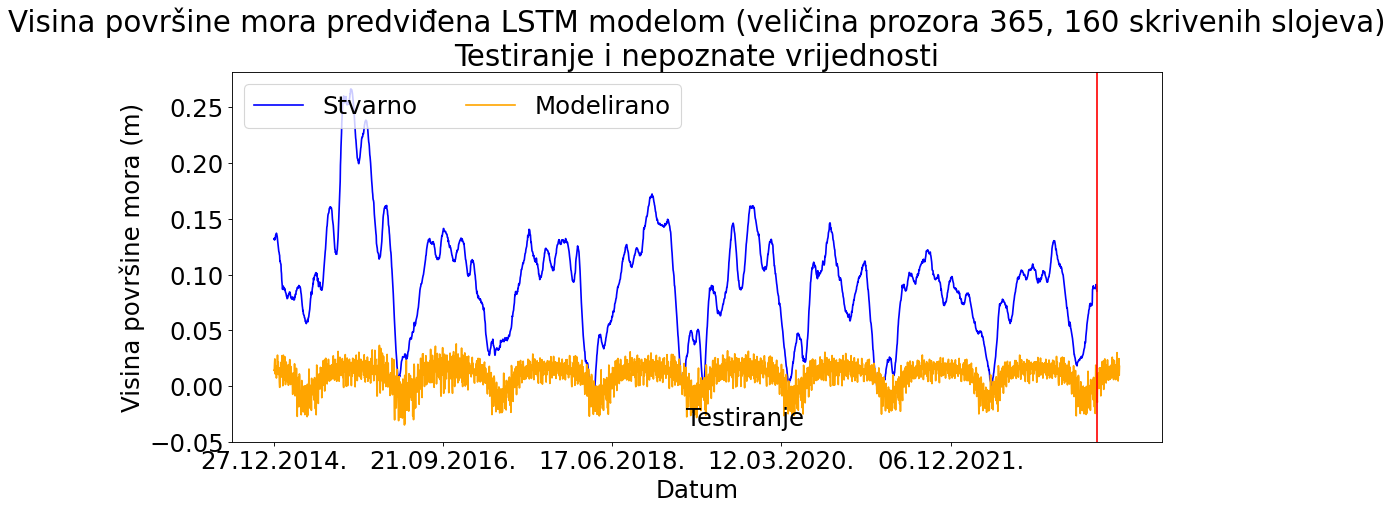 Visina površine mora predviđena LSTM modelom (veličina prozora 365, 160 skrivenih slojeva)
Testiranje i nepoznate vrijednosti
Stvarno
Modelirano
Visina površine mora (m)
0.25
0.20
0.15
0.10
0.05
0.00
−0.05
Testiranje
27.12.2014.
21.09.2016.
17.06.2018.
12.03.2020.
06.12.2021.
Datum